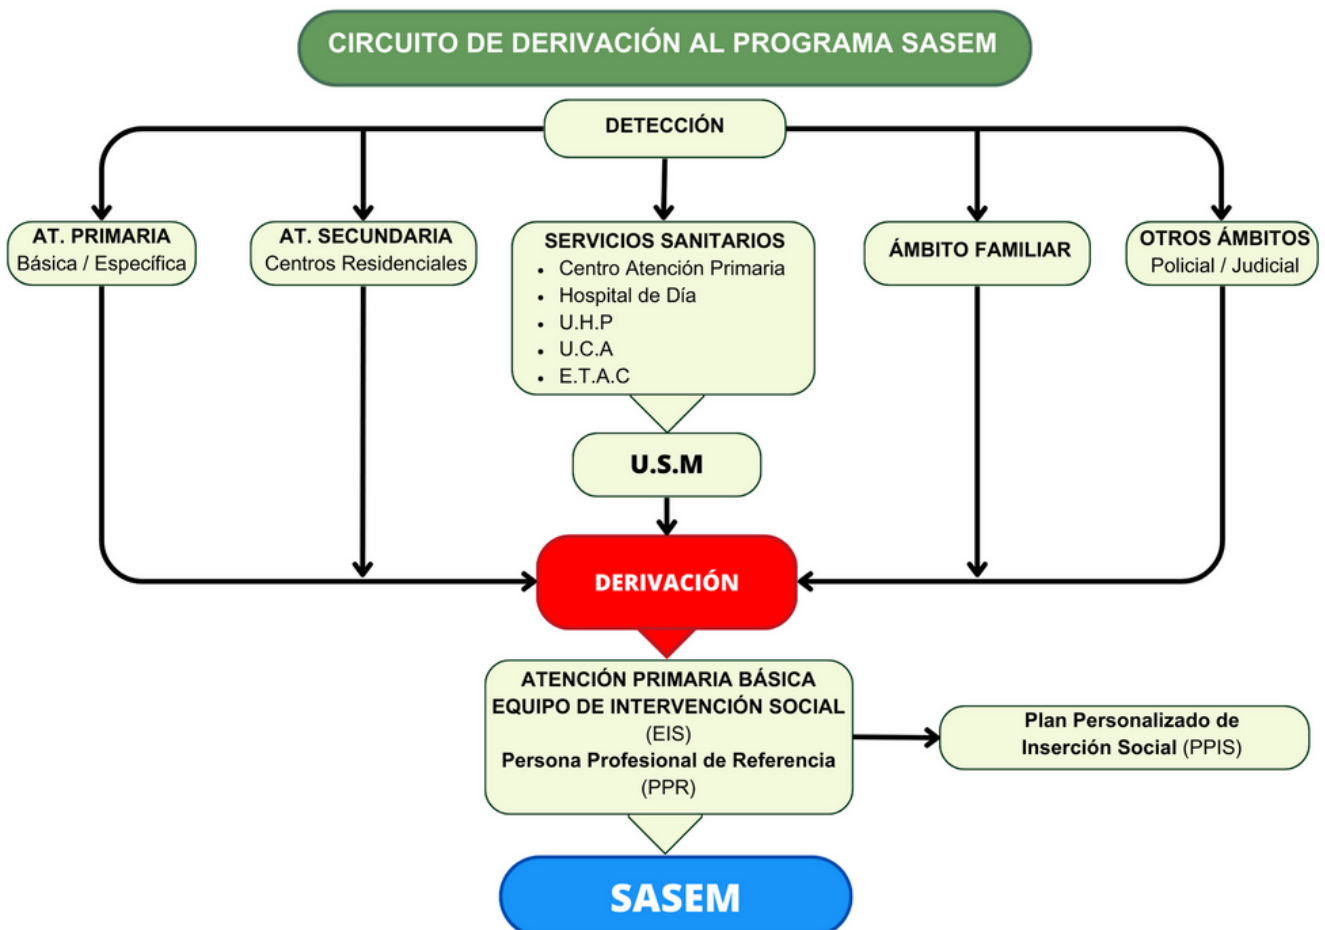 CIRCUITO DE DERIVACIÓN AL PROGRAMA SASEM
DETECCIÓN
AT. PRIMARIA
Básica / Específica
AT. SECUNDARIA
Centros Residenciales
SERVICIOS SANITARIOS
• Centro Atención Primaria
• Hospital de Día
• U.H.P
• U.C.A
• E.T.A.C
ÁMBITO FAMILIAR
OTROS ÁMBITOS
Policial / Judicial
U.S.M
DERIVACIÓN
ATENCIÓN PRIMARIA BÁSICA
EQUIPO DE INTERVENCIÓN SOCIAL
(EIS)
Persona Profesional de Referencia
(PPR)
Plan Personalizado de
Inserción Social (PPIS)
SASEM